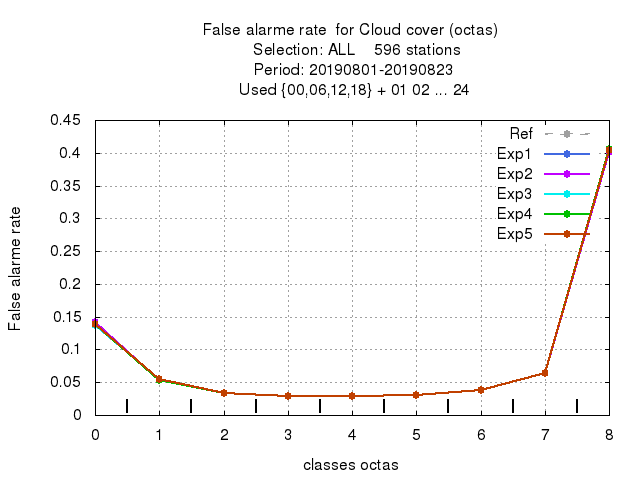 False alarme rate  for Cloud cover (octas)
Selection: ALL    596 stations
Period: 20190801-20190823
Used {00,06,12,18} + 01 02 ... 24
0.45
0.4
0.35
0.3
0.25
0.2
0.15
0.1
0.05
0
False alarme rate
Ref
Exp1
Exp2
Exp3
Exp4
Exp5
0 1 2 3 4 5 6 7 8
classes octas